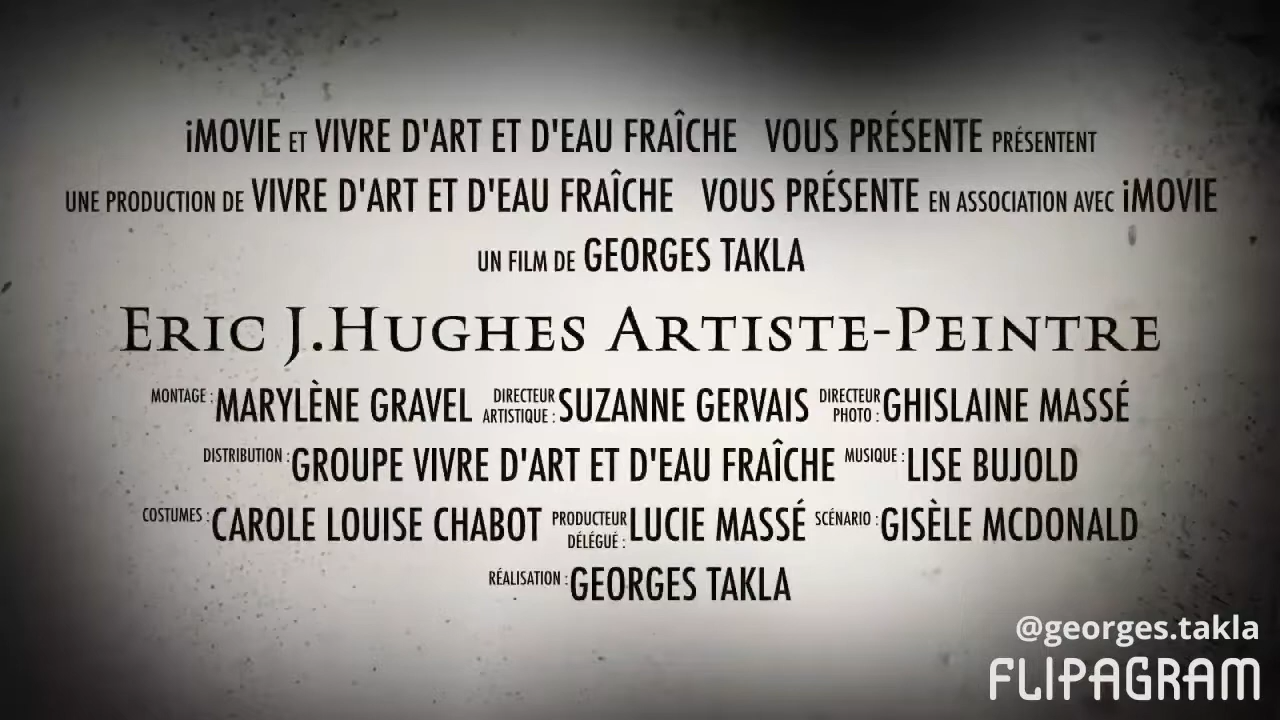 iMOVIE ET VIVRE D'ART ET D'EAU FRAÎCHE VOUS PRÉSENTE PRÉSENTENT
UNE PRODUCTION DE VIVRE D'ART ET D'EAU FRAÎCHE VOUS PRÉSENTE EN ASSOCIATION AVEC iMOVIE
UN FILM DE GEORGES TAKLA
ERIC J.HUGHES ARTISTE-PEINTRE
MONTAGE : MARYLÈNE GRAVEL DIRECTEUR ARTISTIQUE : SUZANNE GERVAIS DIRECTEUR PHOTO : GHISLAINE MASSÉ
DISTRIBUTION : GROUPE VIVRE D'ART ET D'EAU FRAÎCHE MUSIQUE : LISE BUJOLD
COSTUMES : CAROLE LOUISE CHABOT PRODUCTEUR DÉLÉGUÉ : LUCIE MASSÉ SCÉNARIO : GISÈLE MCDONALD
RÉALISATION : GEORGES TAKLA
@georges.takla
FLIPAGRAM